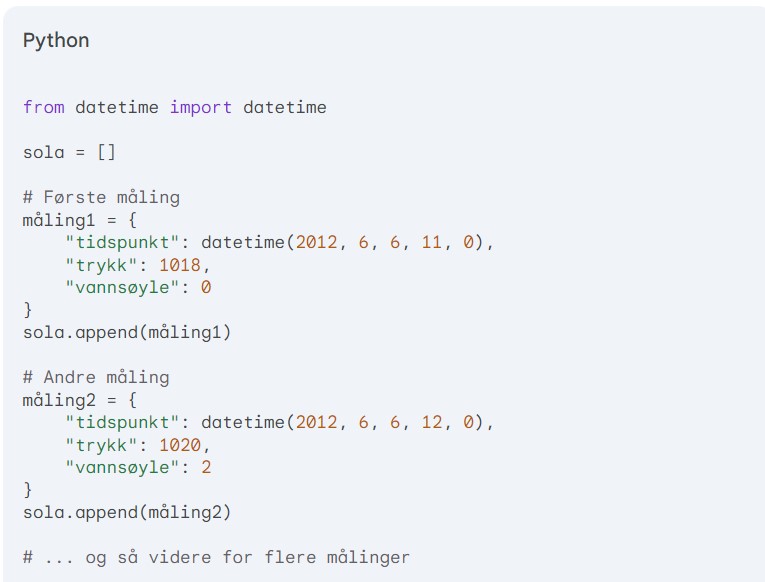 Python
from datetime import datetime
sola = []
# Første måling
måling1 = {
    "tidspunkt": datetime(2012, 6, 6, 11, 0),
    "trykk": 1018,
    "vannsøyle": 0
}
sola.append(måling1)
# Andre måling
måling2 = {
    "tidspunkt": datetime(2012, 6, 6, 12, 0),
    "trykk": 1020,
    "vannsøyle": 2
}
sola.append(måling2)
# ... og så videre for flere målinger